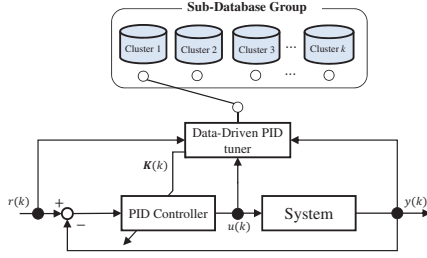 Sub-Database Group
Cluster 1 Cluster 2 Cluster 3 ... Cluster k
...
Data-Driven PID
tuner
K(k)
r(k) + y(k)
−
PID Controller System
u(k)